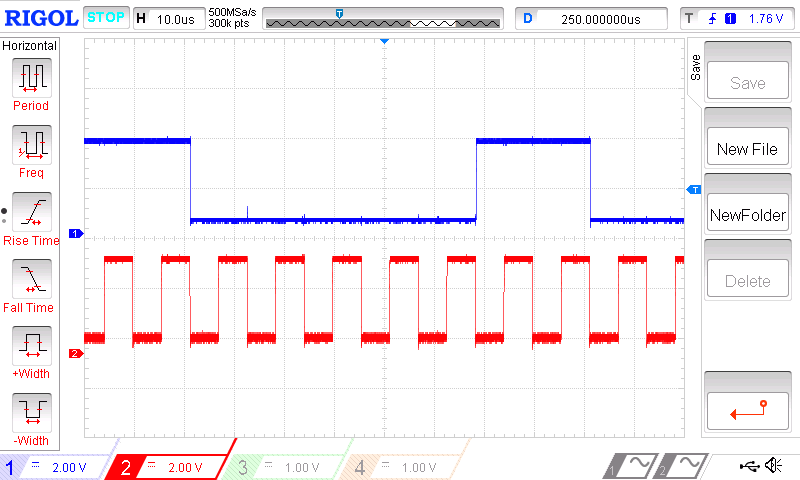 RIGOL STOP H 10.0us 500MSa/s 300k pts D 250.000000us T 1 1.76 V
Horizontal
Period
Freq
Rise Time
Fall Time
+Width
-Width
T
T
1
2
Save
Save
New File
NewFolder
Delete
1 2.00 V 2 2.00 V 3 1.00 V 4 1.00 V 1 2